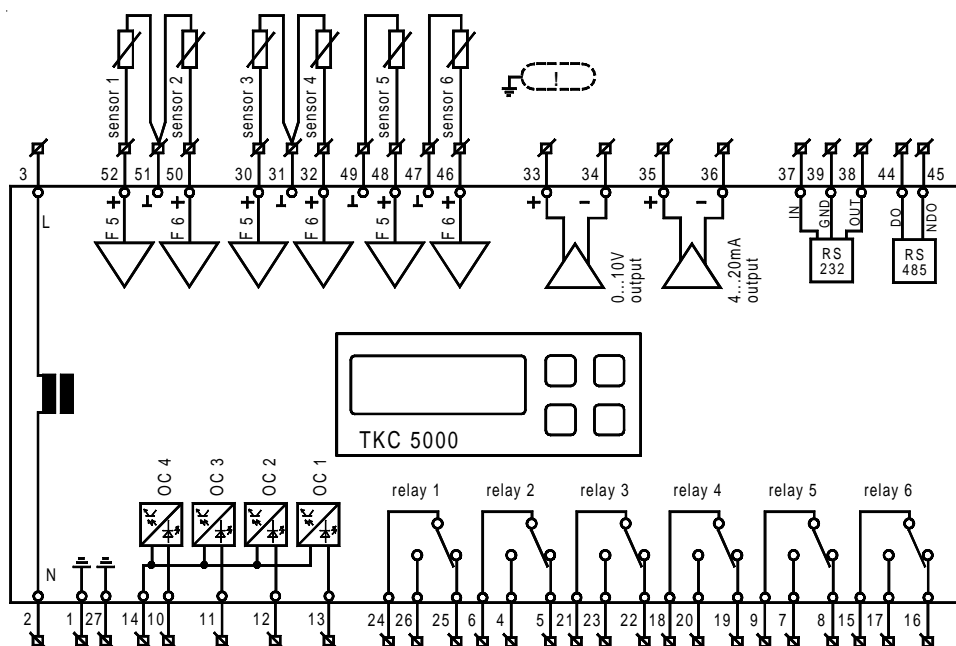 sensor 1
sensor 2
sensor 3
sensor 4
sensor 5
sensor 6
!
3 52 51 50 30 31 32 49 48 47 46 33 34 35 36 37 39 38 44 45
L
+ ⊥ + + ⊥ + ⊥ + ⊥ + + − + −
F 5
F 6
F 5
F 6
F 5
F 6
0...10V
output
4...20mA
output
IN
GND
OUT
DO
NDO
RS
232
RS
485
TKC 5000
OC 4
OC 3
OC 2
OC 1
relay 1 relay 2 relay 3 relay 4 relay 5 relay 6
N
2 1 27 14 10 11 12 13 24 26 25 6 4 5 21 23 22 18 20 19 9 7 8 15 17 16